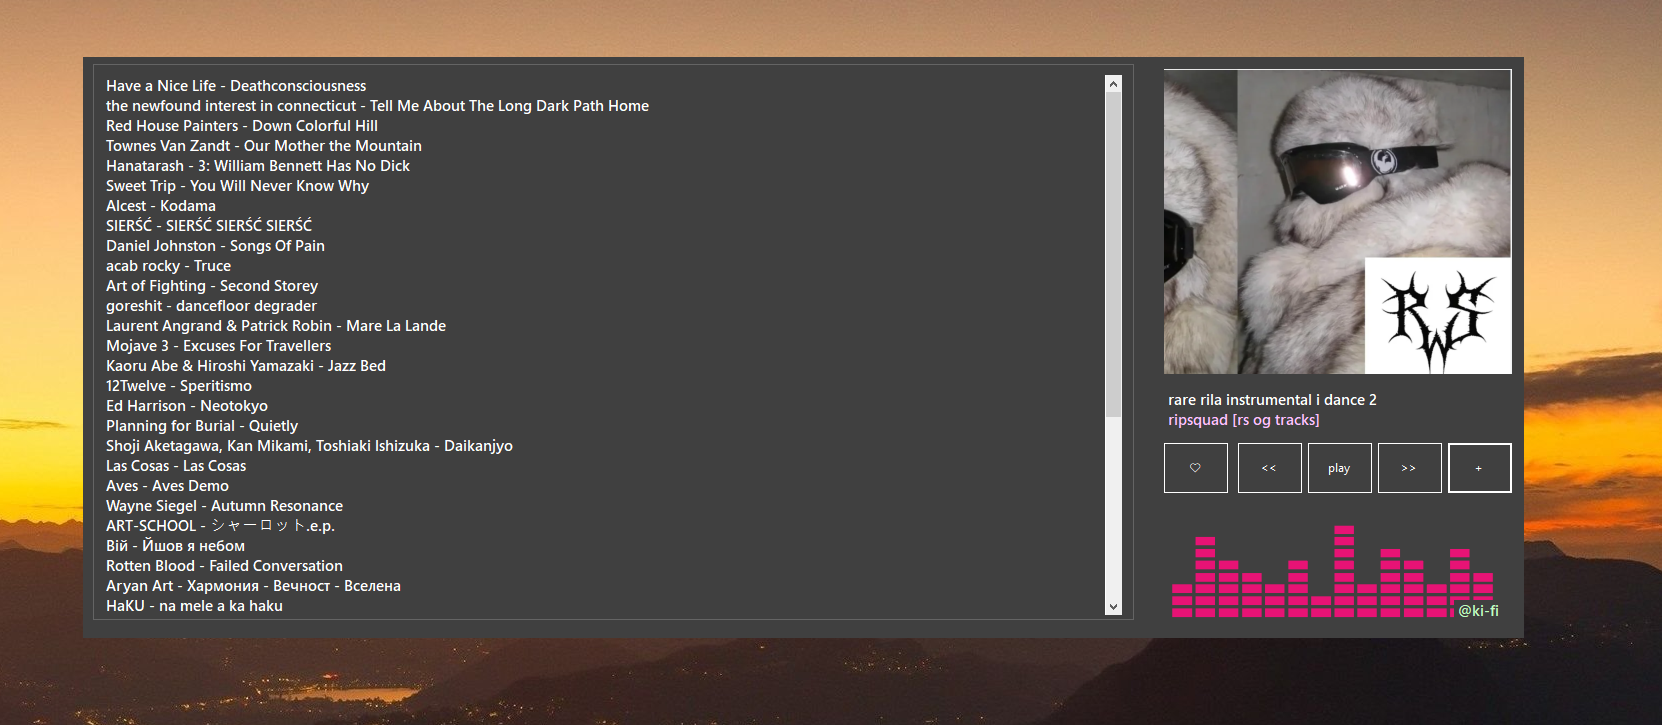 Have a Nice Life - Deathconsciousness
the newfound interest in connecticut - Tell Me About The Long Dark Path Home
Red House Painters - Down Colorful Hill
Townes Van Zandt - Our Mother the Mountain
Hanatarash - 3: William Bennett Has No Dick
Sweet Trip - You Will Never Know Why
Alcest - Kodama
SIERŚĆ - SIERŚĆ SIERŚĆ SIERŚĆ
Daniel Johnston - Songs Of Pain
acab rocky - Truce
Art of Fighting - Second Storey
goreshit - dancefloor degrader
Laurent Angrand & Patrick Robin - Mare La Lande
Mojave 3 - Excuses For Travellers
Kaoru Abe & Hiroshi Yamazaki - Jazz Bed
12Twelve - Speritismo
Ed Harrison - Neotokyo
Planning for Burial - Quietly
Shoji Aketagawa, Kan Mikami, Toshiaki Ishizuka - Daikanjyo
Las Cosas - Las Cosas
Aves - Aves Demo
Wayne Siegel - Autumn Resonance
ART-SCHOOL - シャーロット.e.p.
Вій - Йшов я небом
Rotten Blood - Failed Conversation
Aryan Art - Хармония - Вечност - Вселена
HaKU - na mele a ka haku
RWS
rare rila instrumental i dance 2
ripsquad [rs og tracks]
♡ << play >> +
@ki-fi